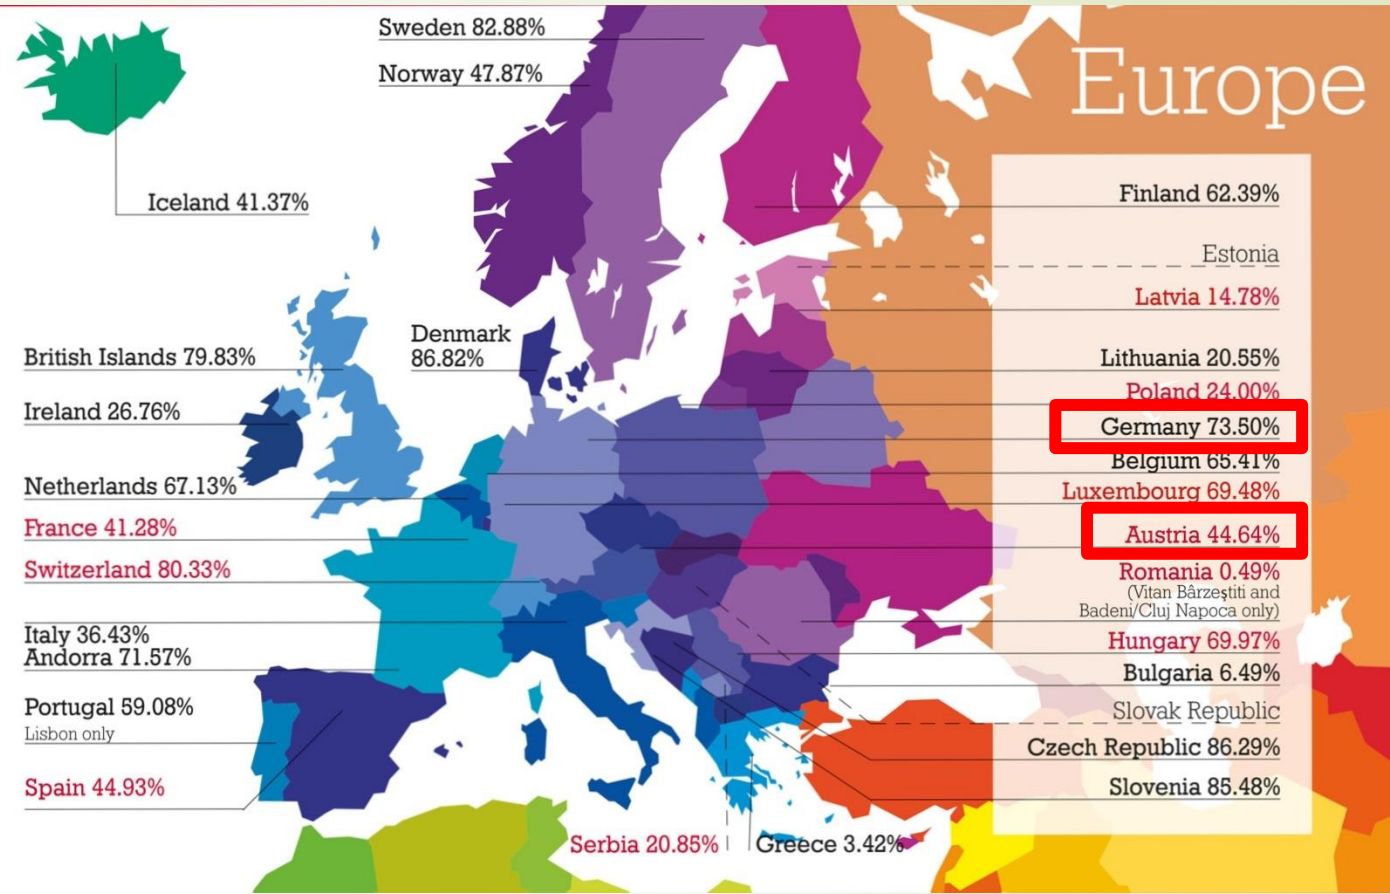 Europe
Sweden 82.88%
Norway 47.87%
Iceland 41.37%
Denmark
86.82%
British Islands 79.83%
Ireland 26.76%
Netherlands 67.13%
France 41.28%
Switzerland 80.33%
Italy 36.43%
Andorra 71.57%
Portugal 59.08%
Lisbon only
Spain 44.93%
Serbia 20.85%
Greece 3.42%
Finland 62.39%
Estonia
Latvia 14.78%
Lithuania 20.55%
Poland 24.00%
Germany 73.50%
Belgium 65.41%
Luxembourg 69.48%
Austria 44.64%
Romania 0.49%
(Vitan Bârzeştiti and
Badeni/Cluj Napoca only)
Hungary 69.97%
Bulgaria 6.49%
Slovak Republic
Czech Republic 86.29%
Slovenia 85.48%